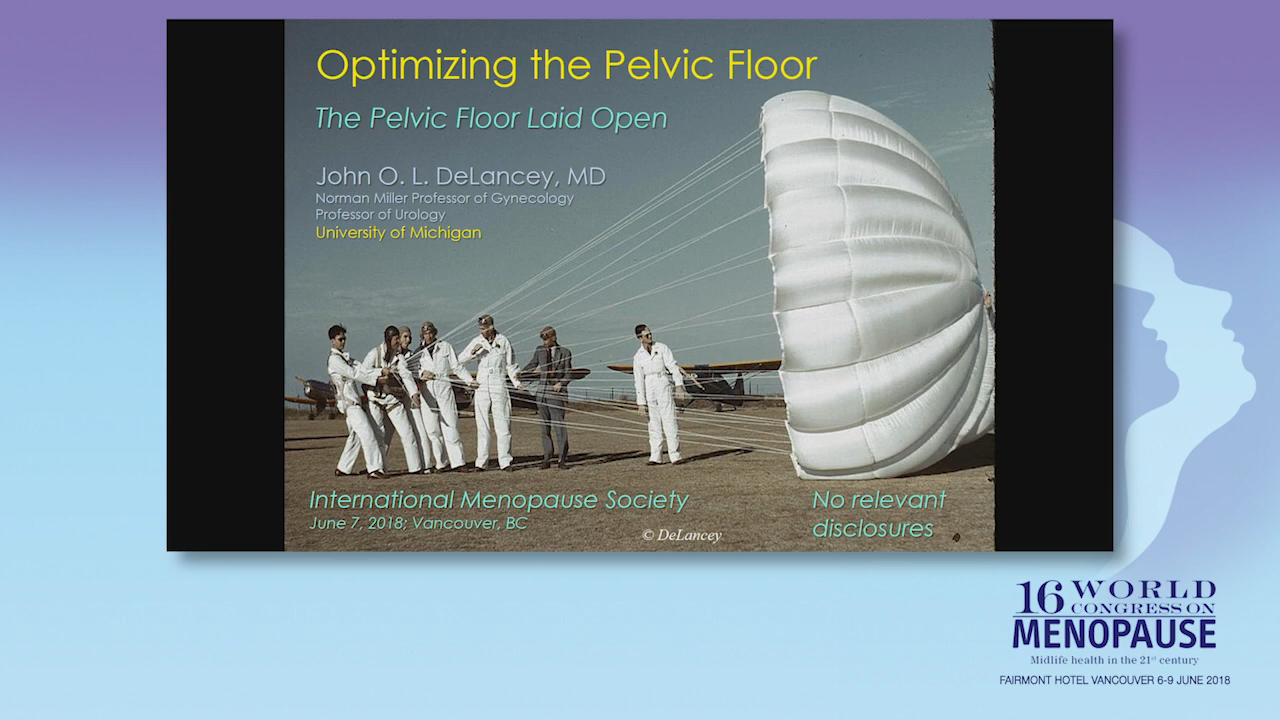 Optimizing the Pelvic Floor
The Pelvic Floor Laid Open
John O. L. DeLancey, MD
Norman Miller Professor of Gynecology
Professor of Urology
University of Michigan
International Menopause Society
June 7, 2018; Vancouver, BC
© DeLancey
No relevant
disclosures
16 WORLD
CONGRESS ON
MENOPAUSE
Midlife health in the 21st century
FAIRMONT HOTEL VANCOUVER 6-9 JUNE 2018